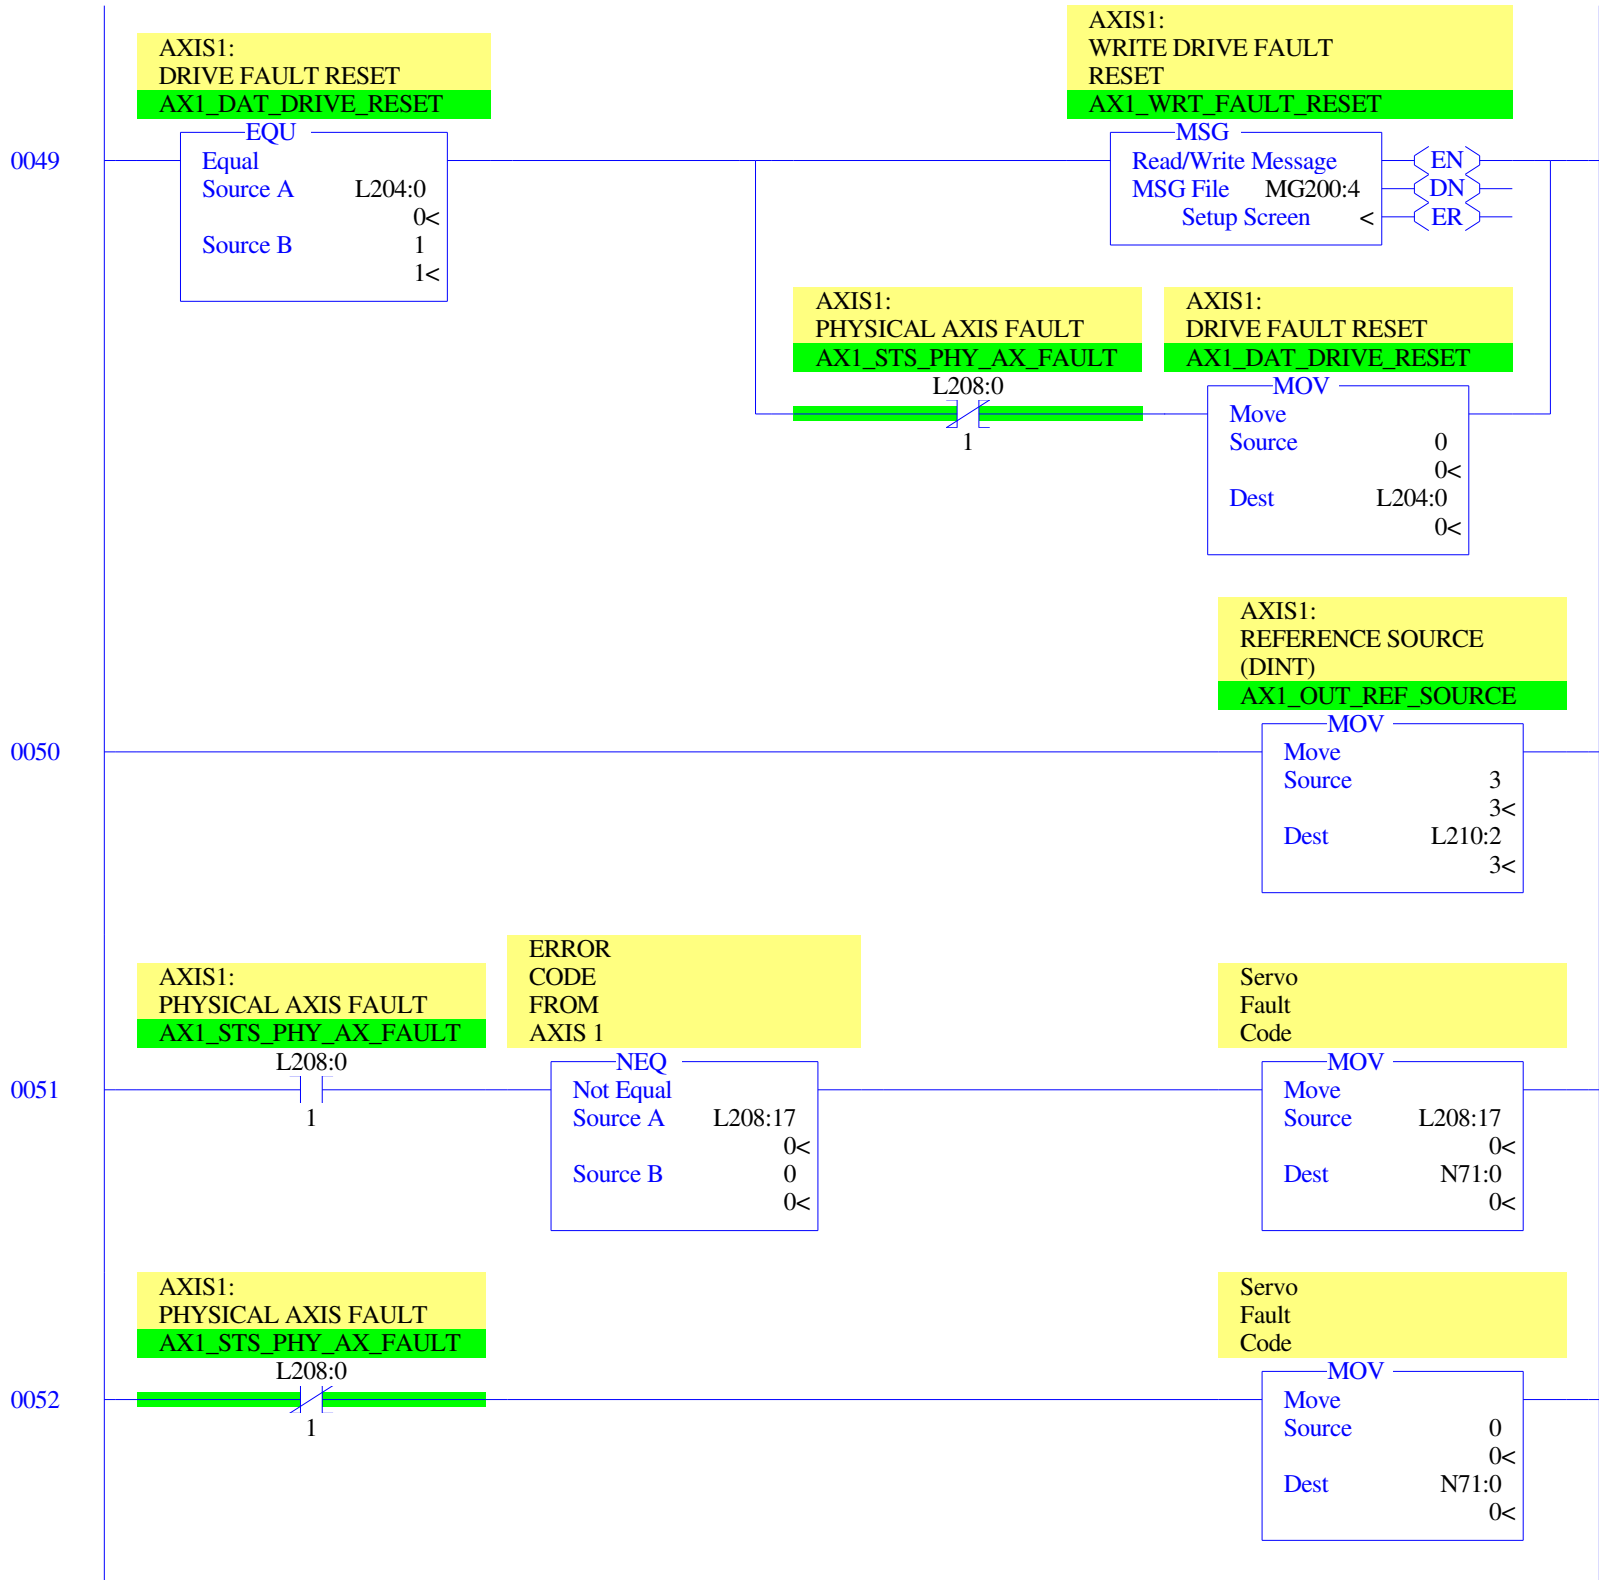 AXIS1:
DRIVE FAULT RESET
AX1_DAT_DRIVE_RESET
EQU
Equal
Source A L204:0
0<
Source B 1
1<
AXIS1:
WRITE DRIVE FAULT
RESET
AX1_WRT_FAULT_RESET
MSG
Read/Write Message
MSG File MG200:4
Setup Screen <
EN
DN
ER
0049
AXIS1:
PHYSICAL AXIS FAULT
AX1_STS_PHY_AX_FAULT
L208:0
1
AXIS1:
DRIVE FAULT RESET
AX1_DAT_DRIVE_RESET
MOV
Move
Source 0
0<
Dest L204:0
0<
AXIS1:
REFERENCE SOURCE
(DINT)
AX1_OUT_REF_SOURCE
MOV
0050
Move
Source 3
3<
Dest L210:2
3<
AXIS1:
PHYSICAL AXIS FAULT
AX1_STS_PHY_AX_FAULT
L208:0
0051
1
ERROR
CODE
FROM
AXIS 1
NEQ
Not Equal
Source A L208:17
0<
Source B 0
0<
Servo
Fault
Code
MOV
Move
Source L208:17
0<
Dest N71:0
0<
AXIS1:
PHYSICAL AXIS FAULT
AX1_STS_PHY_AX_FAULT
L208:0
0052
1
Servo
Fault
Code
MOV
Move
Source 0
0<
Dest N71:0
0<